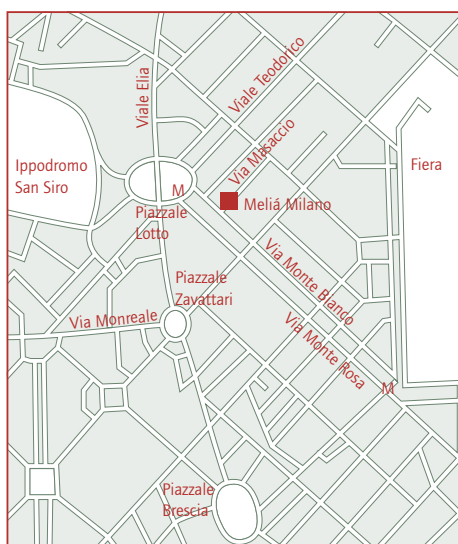 Viale Elia
Viale Teodorico
Via Masaccio
Ippodromo
San Siro
Fiera
M
Meliá Milano
Piazzale
Lotto
Via Monte Bianco
Piazzale
Zavattari
Via Monreale
Via Monte Rosa
M
Piazzale
Brescia